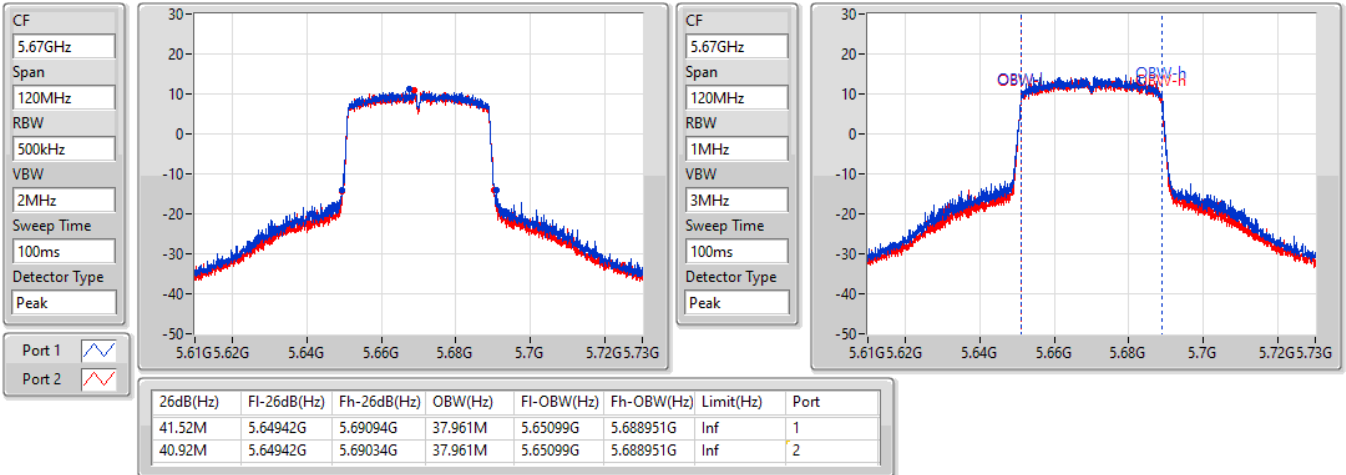 CF
5.67GHz
Span
120MHz
RBW
500kHz
VBW
2MHz
Sweep Time
100ms
Detector Type
Peak
Port 1
Port 2
30
20
10
0
-10
-20
-30
-40
-50
5.61G 5.62G 5.64G 5.66G 5.68G 5.7G 5.72G 5.73G
CF
5.67GHz
Span
120MHz
RBW
1MHz
VBW
3MHz
Sweep Time
100ms
Detector Type
Peak
30
20
10
0
-10
-20
-30
-40
-50
OBW-l
OBW-h
OBW-h
5.61G 5.62G 5.64G 5.66G 5.68G 5.7G 5.72G 5.73G
26dB(Hz) Fl-26dB(Hz) Fh-26dB(Hz) OBW(Hz) Fl-OBW(Hz) Fh-OBW(Hz) Limit(Hz) Port
41.52M 5.64942G 5.69094G 37.961M 5.65099G 5.688951G Inf 1
40.92M 5.64942G 5.69034G 37.961M 5.65099G 5.688951G Inf 2